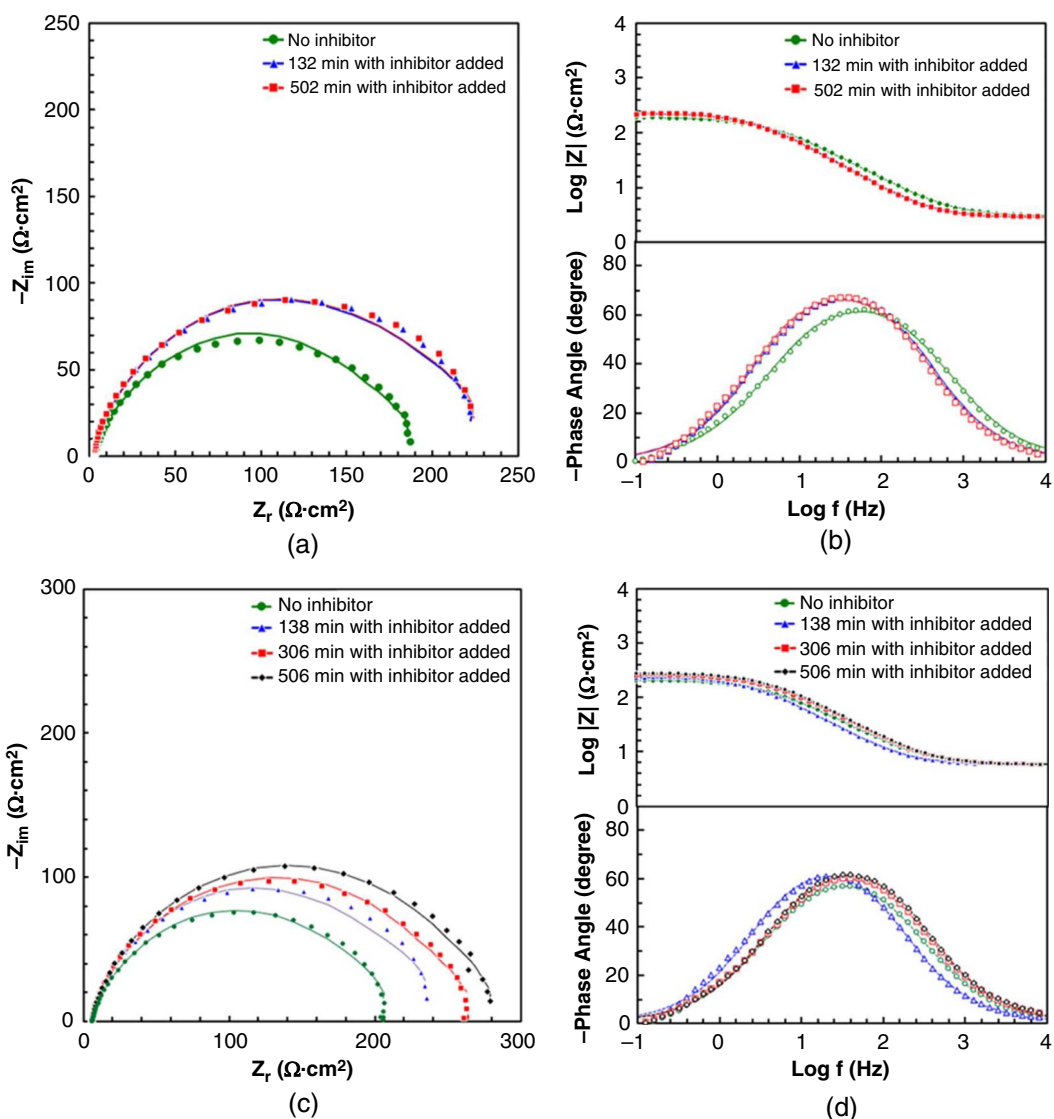 250
200
150
100
50
0
−Z_im (Ω·cm²)
No inhibitor
132 min with inhibitor added
502 min with inhibitor added
0 50 100 150 200 250
Z_r (Ω·cm²)
(a)
4
3
2
1
0
Log |Z| (Ω·cm²)
No inhibitor
132 min with inhibitor added
502 min with inhibitor added
80
60
40
20
0
−Phase Angle (degree)
−1 0 1 2 3 4
Log f (Hz)
(b)
300
200
100
0
−Z_im (Ω·cm²)
No inhibitor
138 min with inhibitor added
306 min with inhibitor added
506 min with inhibitor added
0 100 200 300
Z_r (Ω·cm²)
(c)
4
3
2
1
0
Log |Z| (Ω·cm²)
No inhibitor
138 min with inhibitor added
306 min with inhibitor added
506 min with inhibitor added
80
60
40
20
0
−Phase Angle (degree)
−1 0 1 2 3 4
Log f (Hz)
(d)